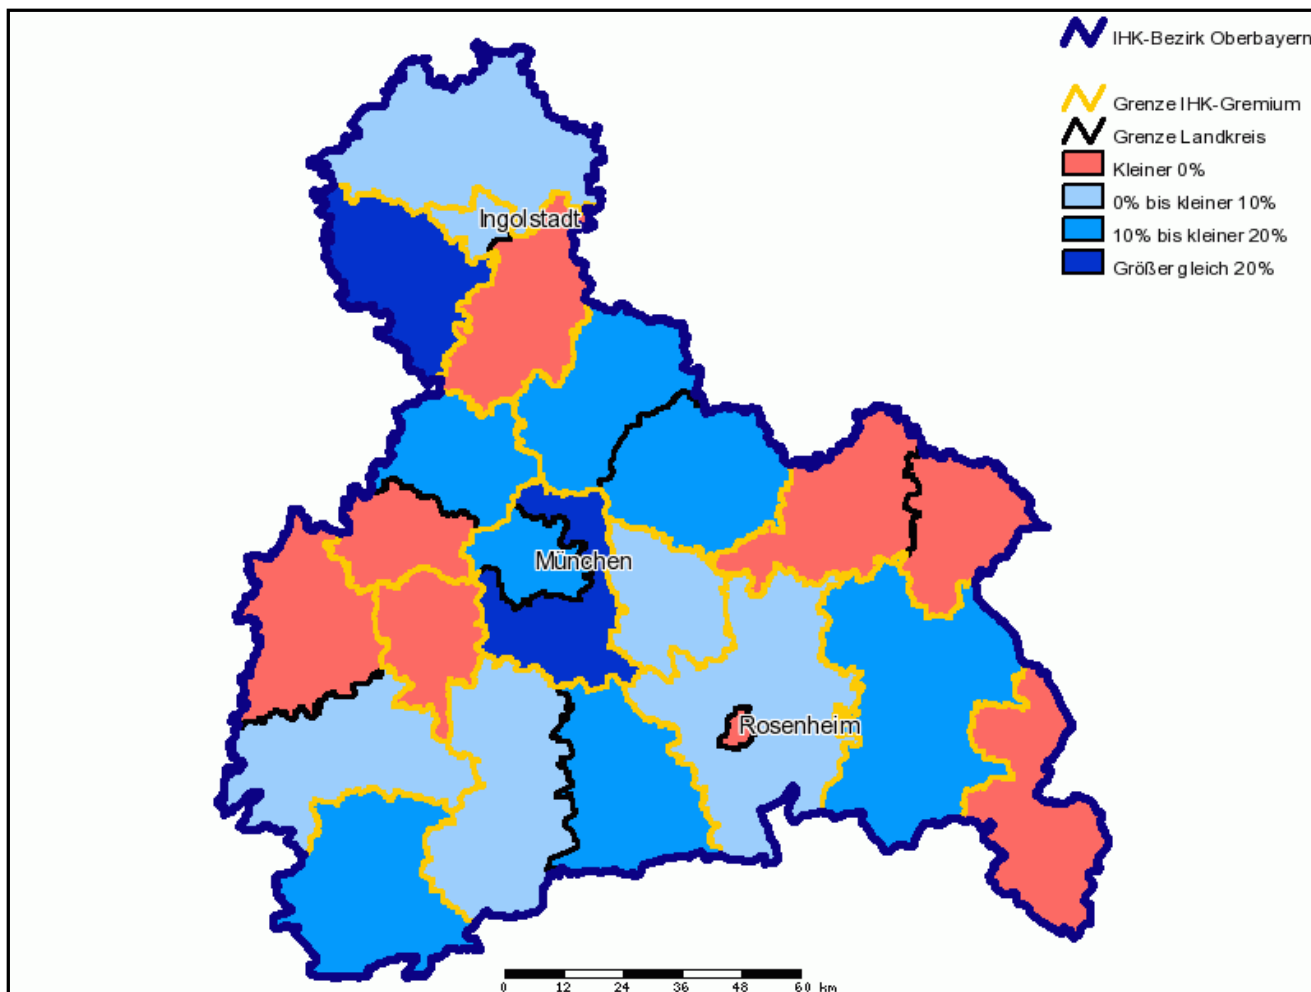 IHK-Bezirk Oberbayern
Grenze IHK-Gremium
Grenze Landkreis
Kleiner 0%
0% bis kleiner 10%
10% bis kleiner 20%
Größer gleich 20%
Ingolstadt
München
Rosenheim
0 12 24 36 48 60 km